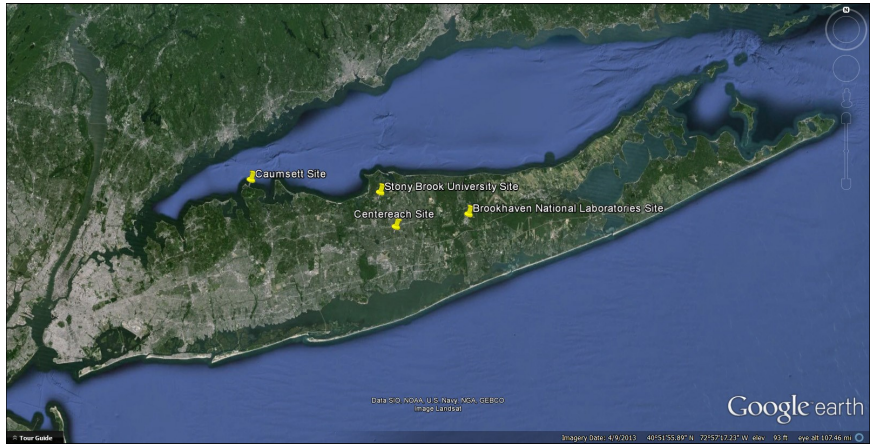 N
Caumsett Site
Stony Brook University Site
Brookhaven National Laboratories Site
Centereach Site
Data SIO, NOAA, U.S. Navy, NGA, GEBCO
Image Landsat
Google earth
Tour Guide
Imagery Date: 4/9/2013 40°51'55.89" N 72°57'17.23" W elev 93 ft eye alt 107.46 mi